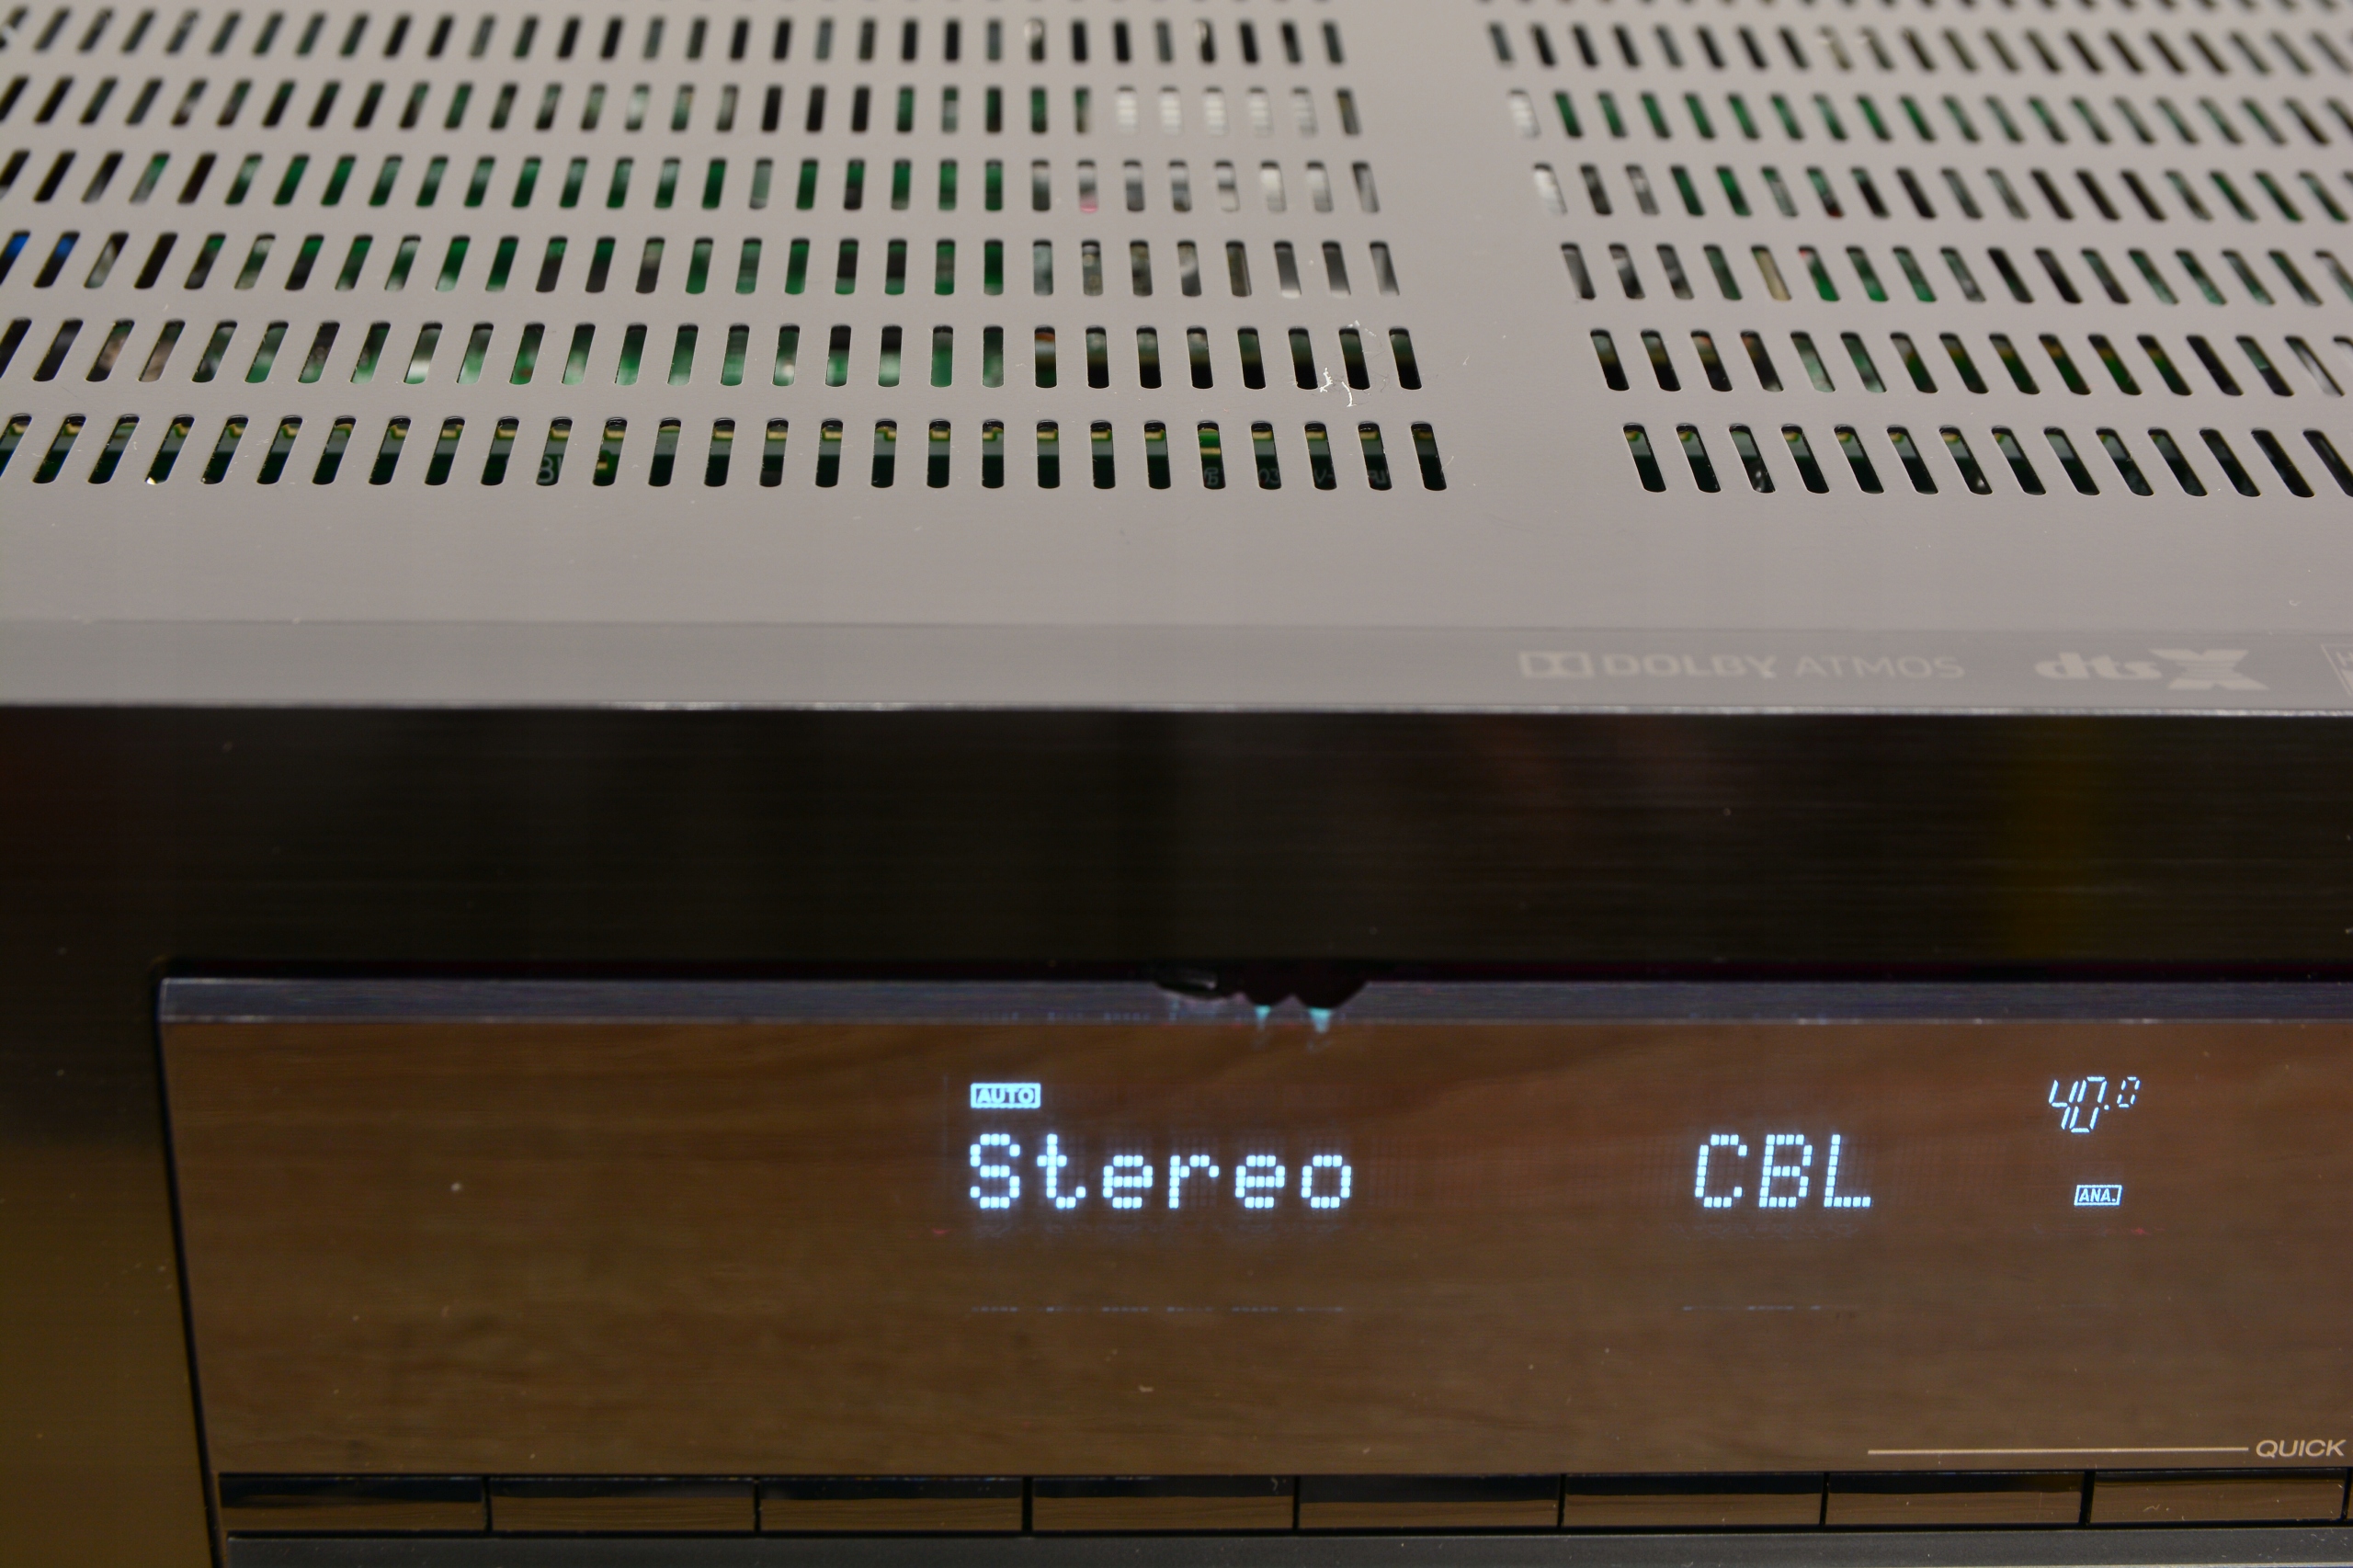 DOLBY ATMOS dts X
AUTO
40.0
Stereo CBL
ANA.
QUICK